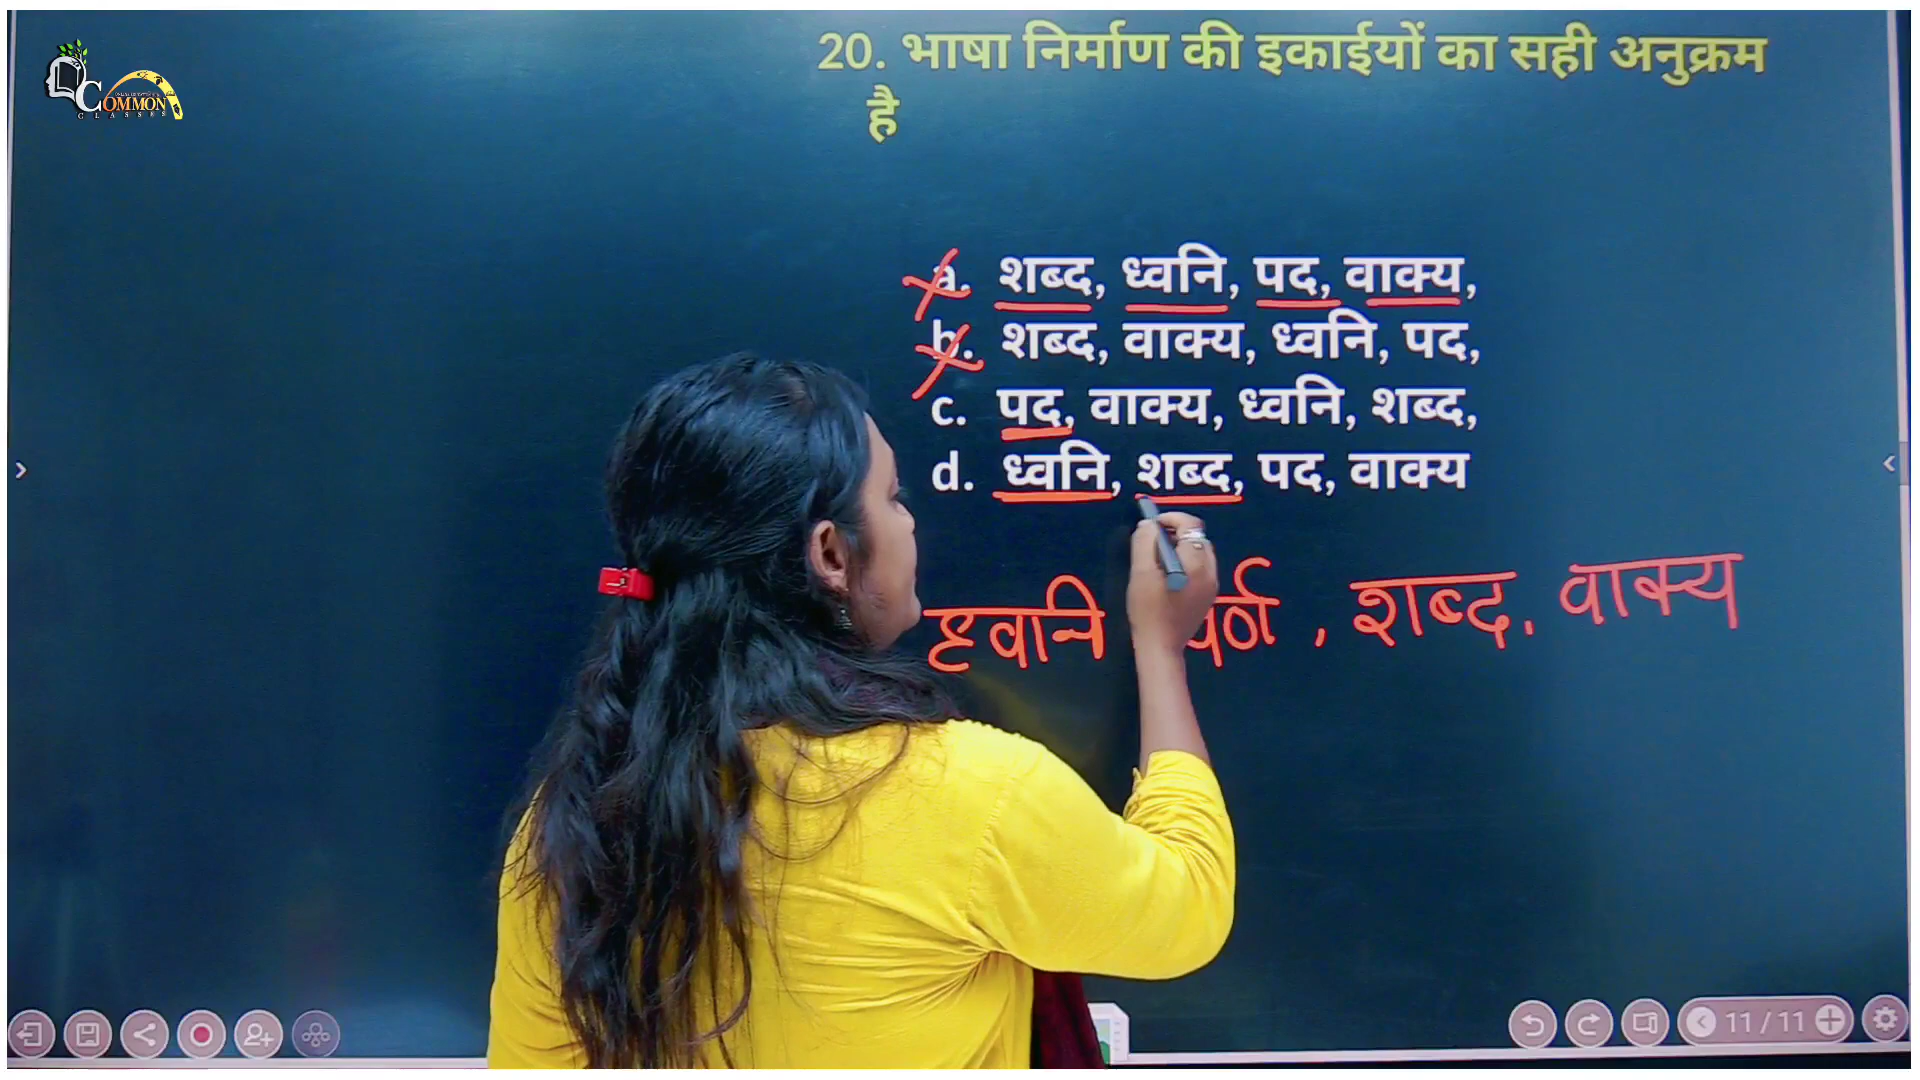 COMMON
CLASSES
20. भाषा निर्माण की इकाईयों का सही अनुक्रम
है
a. शब्द, ध्वनि, पद, वाक्य,
b. शब्द, वाक्य, ध्वनि, पद,
c. पद, वाक्य, ध्वनि, शब्द,
d. ध्वनि, शब्द, पद, वाक्य
ध्वनि , शब्द. वाक्य
11/11